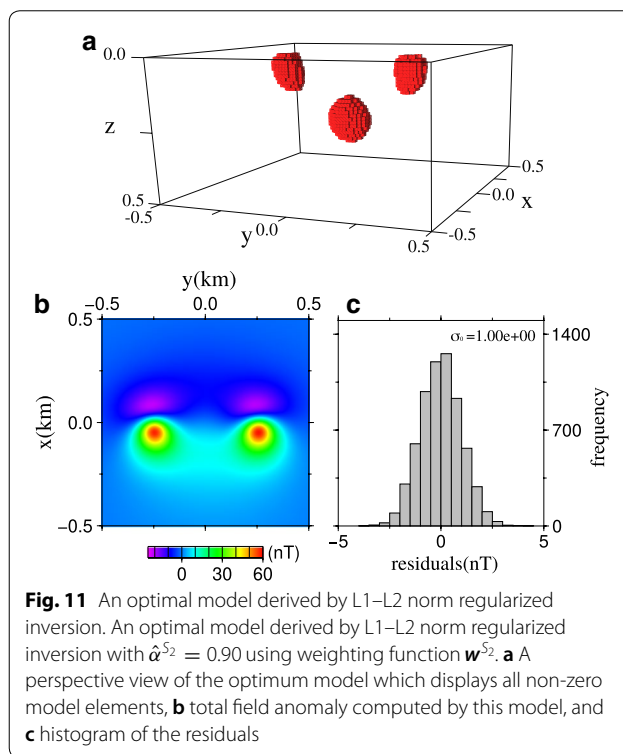 a
0.0
z
0.5
-0.5
y
0.0
0.5
-0.5
0.0
x
0.5
b
y(km)
-0.5 0.0 0.5
0.5
x(km)
0.0
-0.5
0 30 60
(nT)
c
σ₀=1.00e+00
1400
700
0
frequency
-5 0 5
residuals(nT)
Fig. 11 An optimal model derived by L1–L2 norm regularized
inversion. An optimal model derived by L1–L2 norm regularized
inversion with α̂^{S₂} = 0.90 using weighting function w^{S₂}. a A
perspective view of the optimum model which displays all non-zero
model elements, b total field anomaly computed by this model, and
c histogram of the residuals